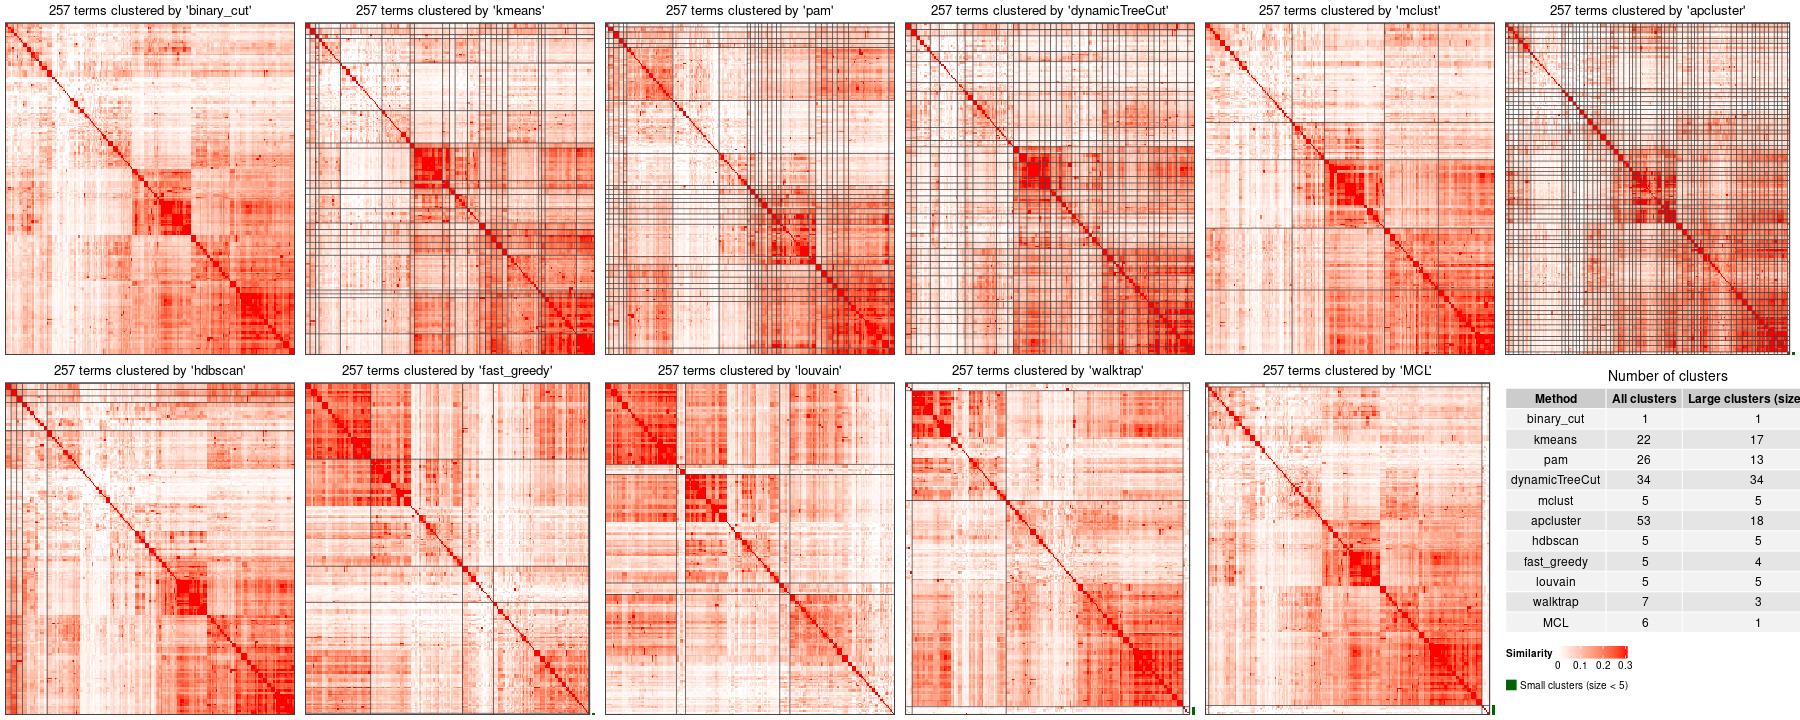 257 terms clustered by 'binary_cut'
257 terms clustered by 'kmeans'
257 terms clustered by 'pam'
257 terms clustered by 'dynamicTreeCut'
257 terms clustered by 'mclust'
257 terms clustered by 'apcluster'
257 terms clustered by 'hdbscan'
257 terms clustered by 'fast_greedy'
257 terms clustered by 'louvain'
257 terms clustered by 'walktrap'
257 terms clustered by 'MCL'
Number of clusters
Method All clusters Large clusters (size
binary_cut 1 1
kmeans 22 17
pam 26 13
dynamicTreeCut 34 34
mclust 5 5
apcluster 53 18
hdbscan 5 5
fast_greedy 5 4
louvain 5 5
walktrap 7 3
MCL 6 1
Similarity
0 0.1 0.2 0.3
Small clusters (size < 5)